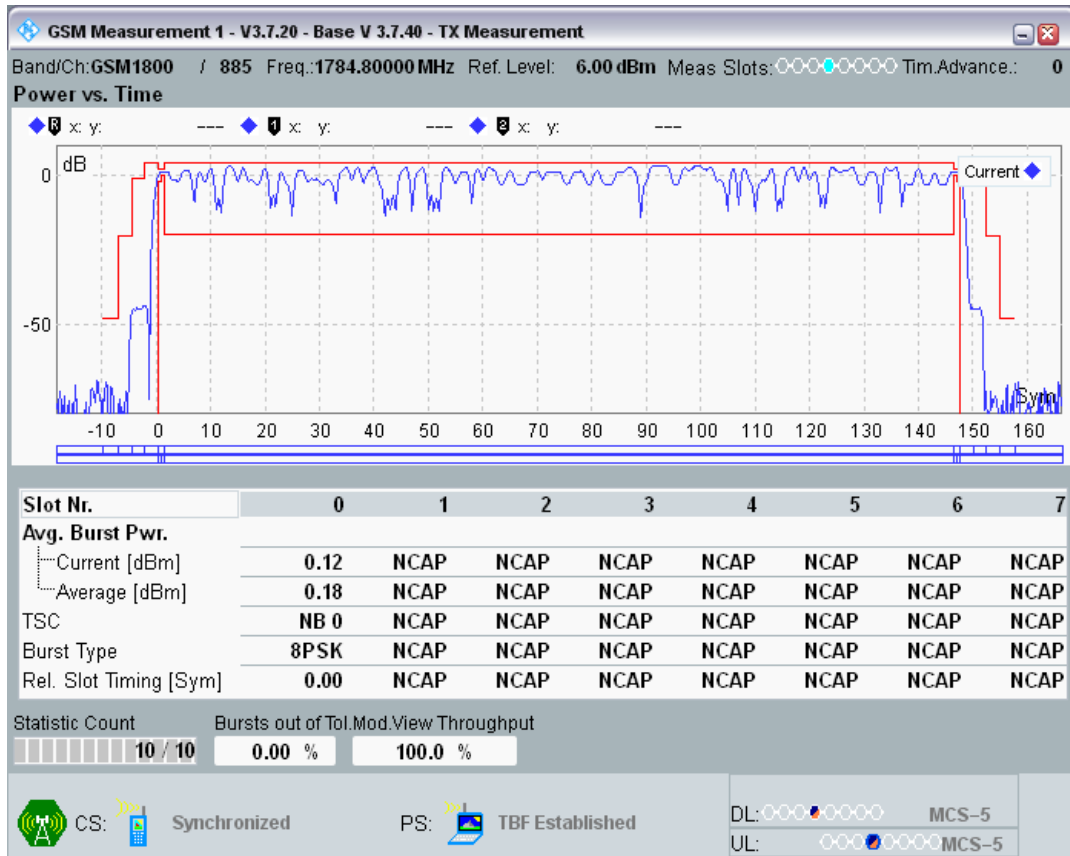 GSM Measurement 1 - V3.7.20 - Base V 3.7.40 - TX Measurement
Band/Ch:GSM1800 / 885 Freq.:1784.80000 MHz Ref. Level: 6.00 dBm Meas Slots: Tim.Advance.: 0
Power vs. Time
R x: y: --- 1 x: y: --- 2 x: y: ---
dB
Current
0
-50
Sym
-10 0 10 20 30 40 50 60 70 80 90 100 110 120 130 140 150 160
Slot Nr. 0 1 2 3 4 5 6 7
Avg. Burst Pwr.
Current [dBm] 0.12 NCAP NCAP NCAP NCAP NCAP NCAP NCAP
Average [dBm] 0.18 NCAP NCAP NCAP NCAP NCAP NCAP NCAP
TSC NB 0 NCAP NCAP NCAP NCAP NCAP NCAP NCAP
Burst Type 8PSK NCAP NCAP NCAP NCAP NCAP NCAP NCAP
Rel. Slot Timing [Sym] 0.00 NCAP NCAP NCAP NCAP NCAP NCAP NCAP
Statistic Count Bursts out of Tol.Mod.View Throughput
10 / 10 0.00 % 100.0 %
CS: Synchronized PS: TBF Established
DL: MCS-5
UL: MCS-5